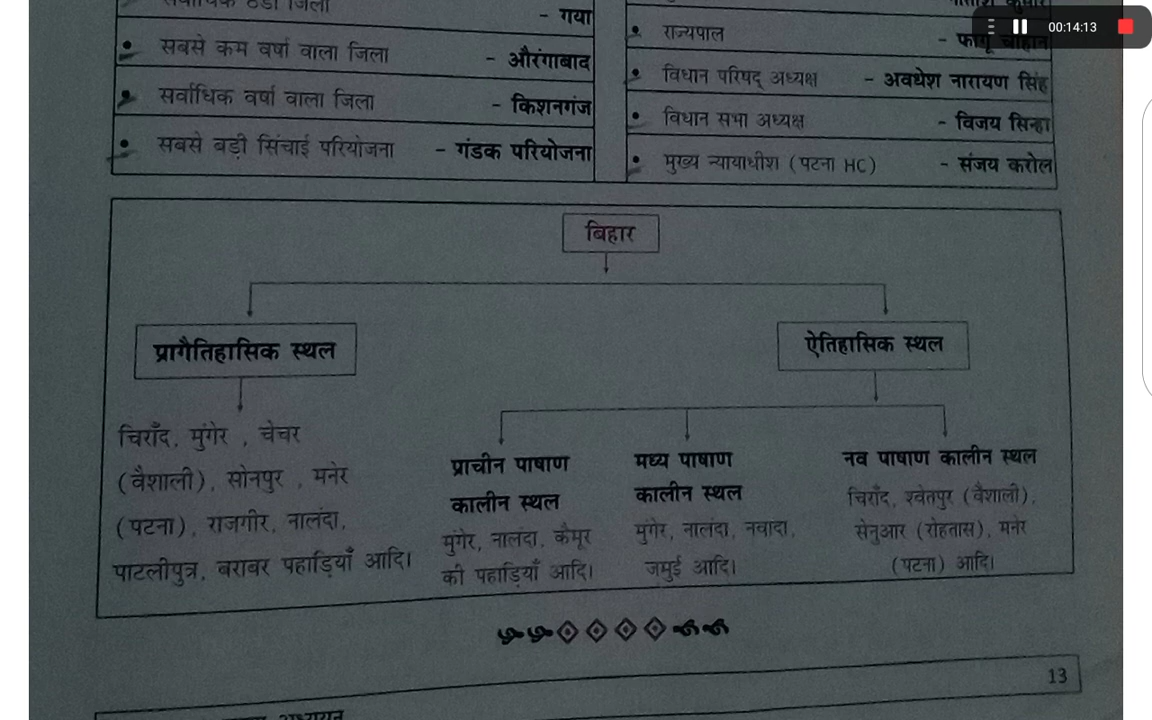 - गया
सबसे कम वर्षा वाला जिला - औरंगाबाद
सर्वाधिक वर्षा वाला जिला - किशनगंज
सबसे बड़ी सिंचाई परियोजना - गंडक परियोजना
00:14:13
राज्यपाल - फागू चौहान
विधान परिषद् अध्यक्ष - अवधेश नारायण सिंह
विधान सभा अध्यक्ष - विजय सिन्हा
मुख्य न्यायाधीश (पटना HC) - संजय करोल
बिहार
प्रागैतिहासिक स्थल
चिराँद, मुंगेर , चेचर
(वैशाली), सोनपुर , मनेर
(पटना), राजगीर, नालंदा,
पाटलीपुत्र, बराबर पहाड़ियाँ आदि।
ऐतिहासिक स्थल
प्राचीन पाषाण
कालीन स्थल
मुंगेर, नालंदा, कैमूर
की पहाड़ियाँ आदि।
मध्य पाषाण
कालीन स्थल
मुंगेर, नालंदा, नवादा,
जमुई आदि।
नव पाषाण कालीन स्थल
चिराँद, श्वेतपुर (वैशाली),
सेनुआर (रोहतास), मनेर
(पटना) आदि।
13